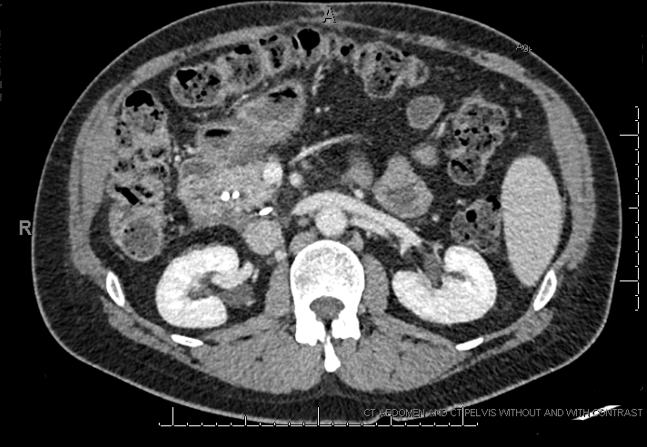 A
R
CT ABDOMEN AND CT PELVIS WITHOUT AND WITH CONTRAST